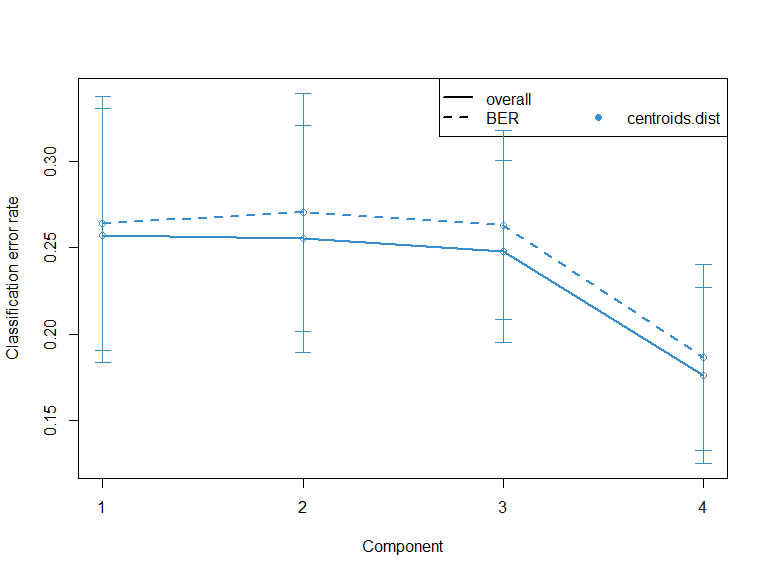 overall
BER
centroids.dist
Classification error rate
0.30
0.25
0.20
0.15
1
2
3
4
Component